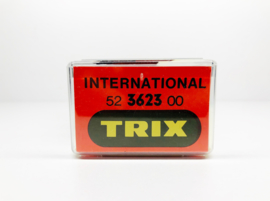 INTERNATIONAL
52 3623 00
TRIX